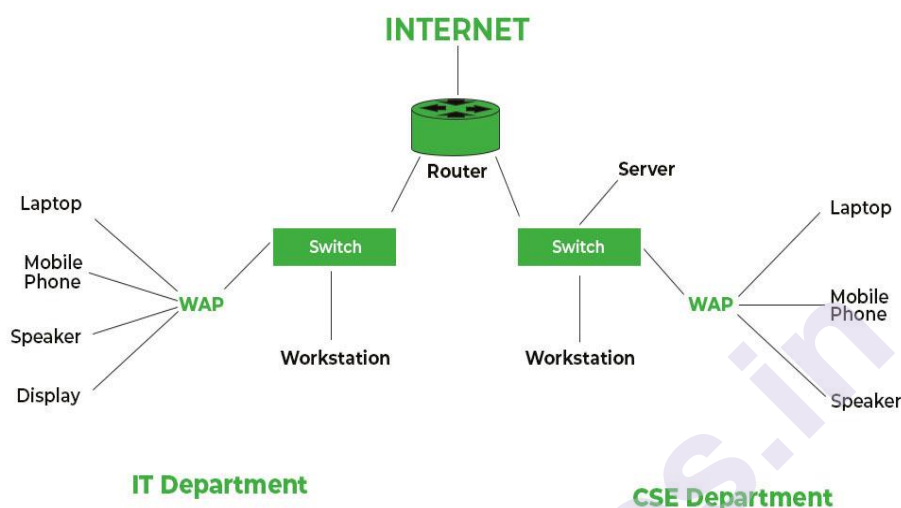 INTERNET
Router
Server
Laptop
Mobile
Phone
Speaker
Display
WAP
Switch
Workstation
Switch
Workstation
WAP
Laptop
Mobile
Phone
Speaker
IT Department
CSE Department
s.in